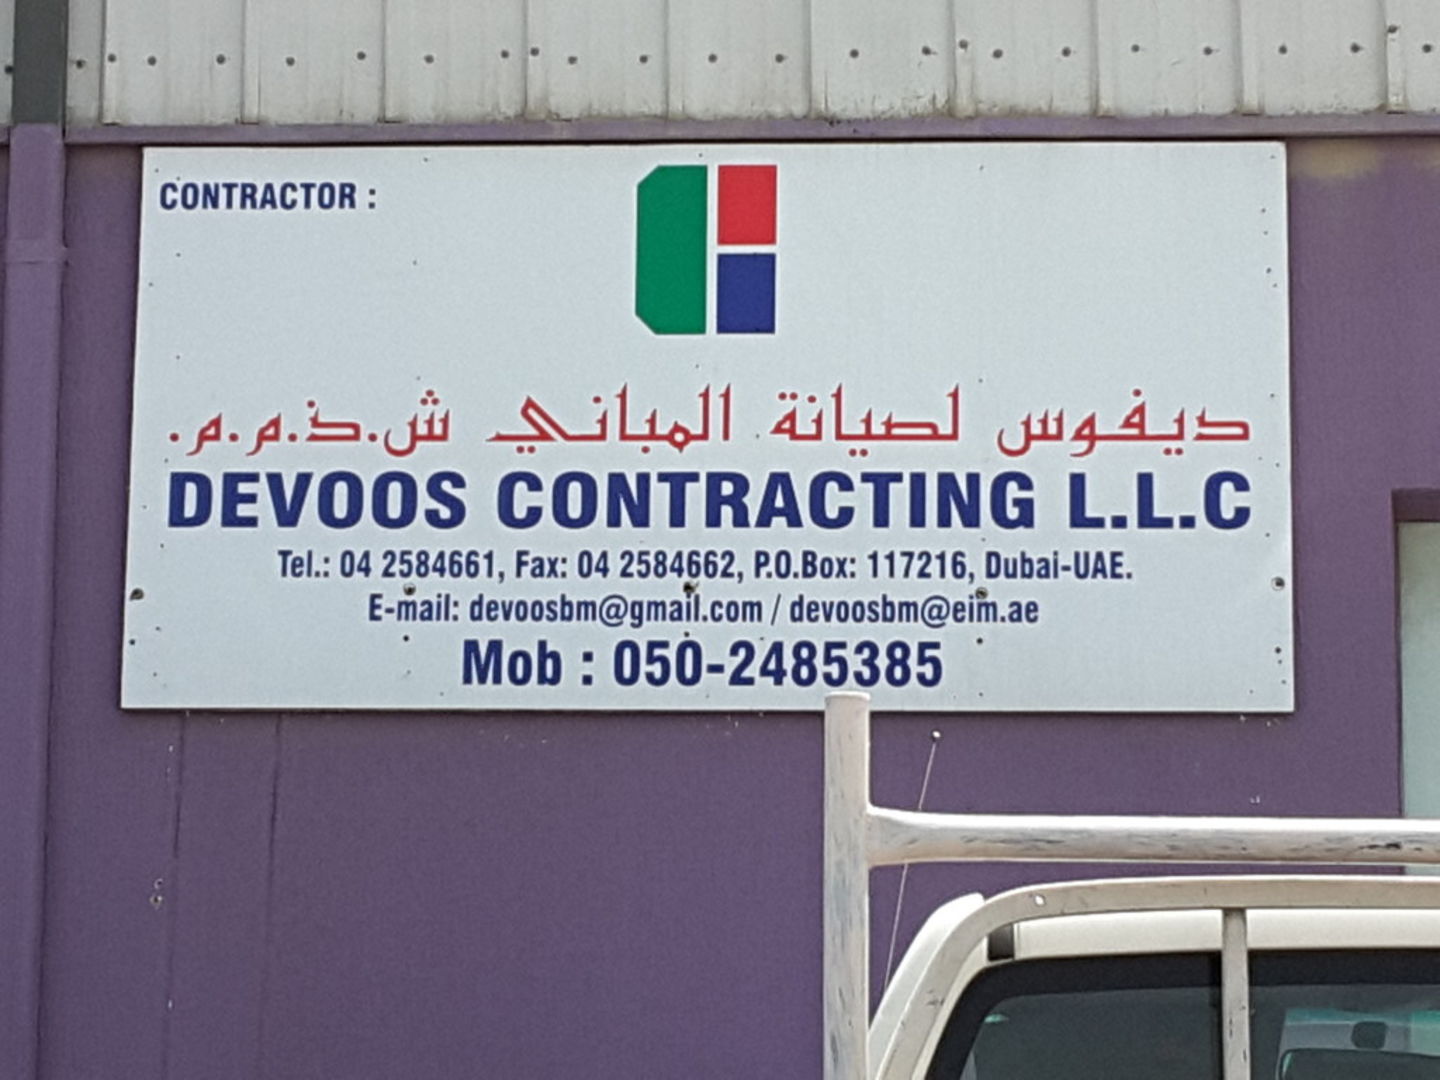 CONTRACTOR :
ديفوس لصيانة المباني ش.ذ.م.م.
DEVOOS CONTRACTING L.L.C
Tel.: 04 2584661, Fax: 04 2584662, P.O.Box: 117216, Dubai-UAE.
E-mail: devoosbm@gmail.com / devoosbm@eim.ae
Mob : 050-2485385